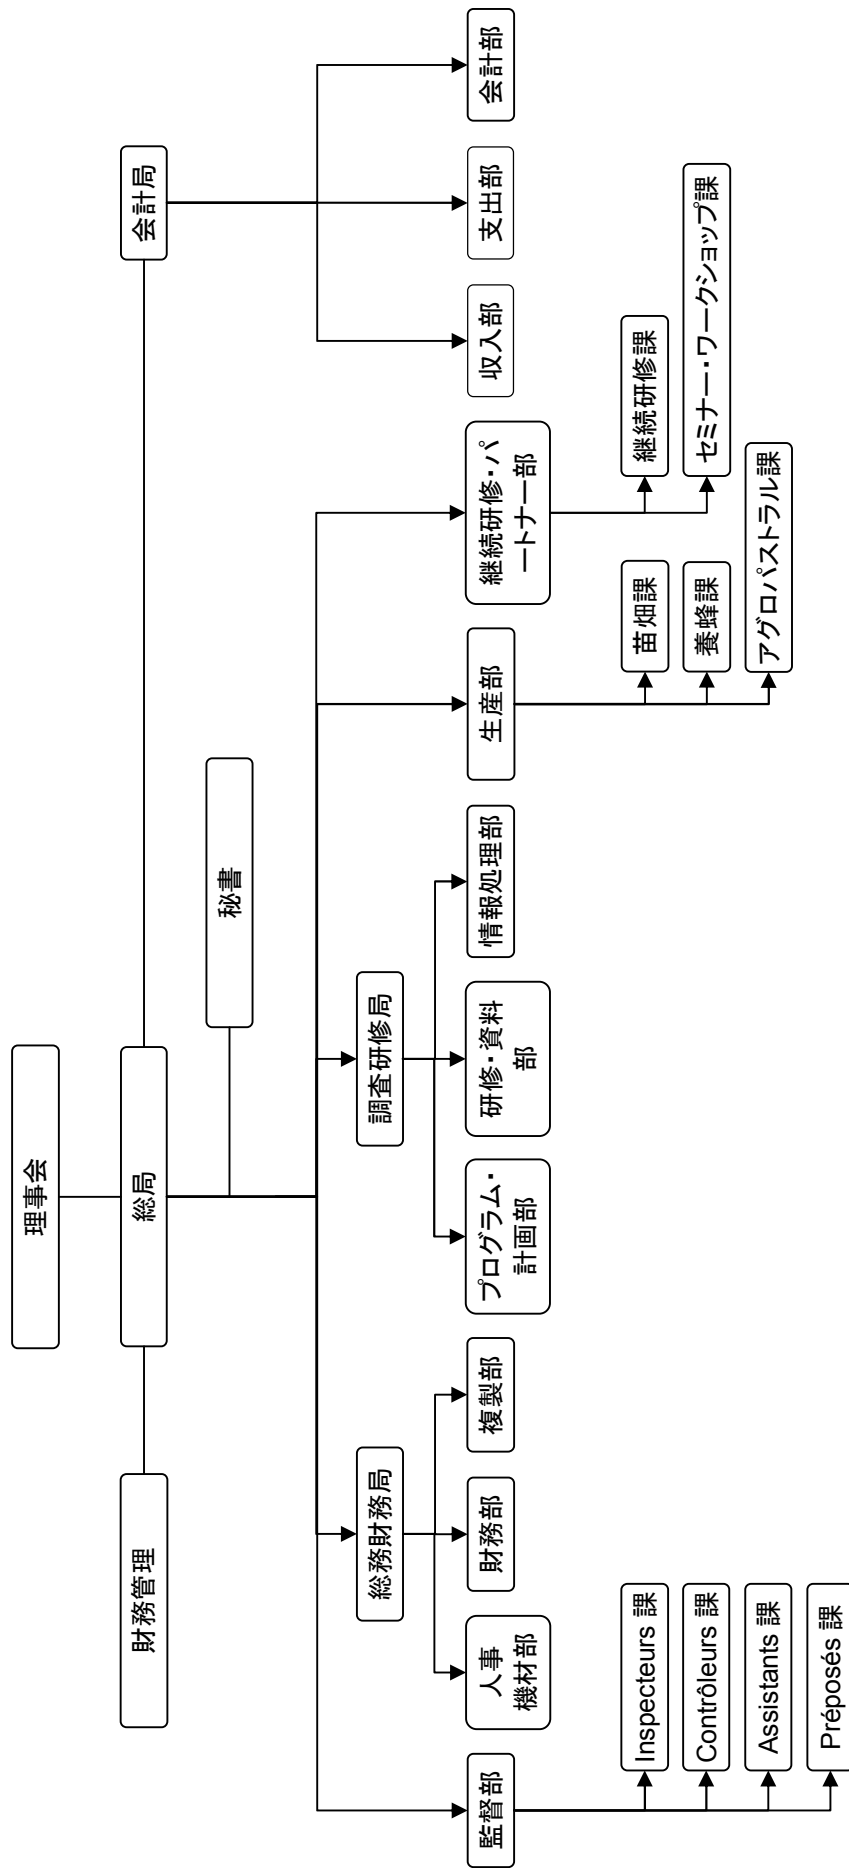 理事会
財務管理
総局
会計局
秘書
総務財務局
調査研修局
監督部
人事
機材部
財務部
複製部
プログラム・
計画部
研修・資料
部
情報処理部
生産部
継続研修・パ
ートナー部
収入部
支出部
会計部
Inspecteurs 課
Contrôleurs 課
Assistants 課
Préposés 課
苗畑課
養蜂課
アグロパストラル課
継続研修課
セミナー・ワークショップ課